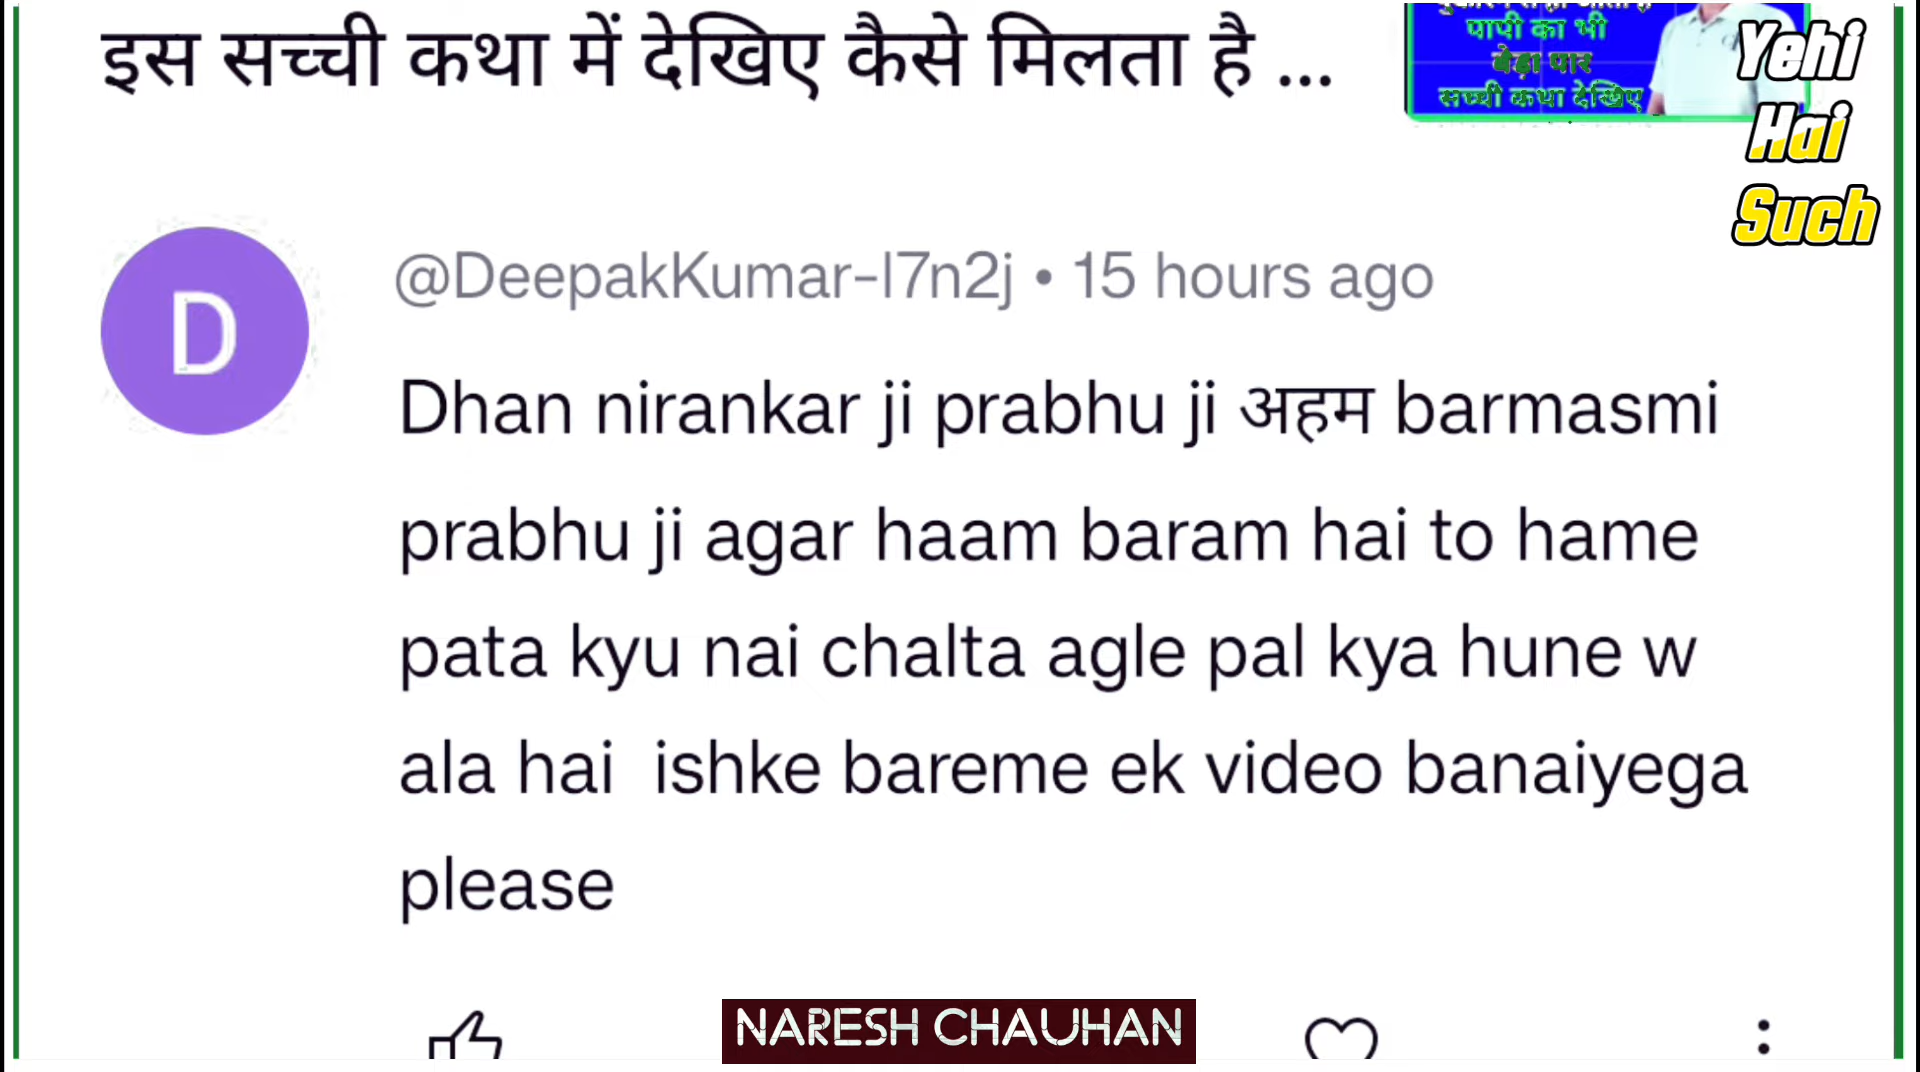 इस सच्ची कथा में देखिए कैसे मिलता है ...
पापी का भी
बेड़ा पार
सच्ची कथा देखिए
Yehi
Hai
Such
@DeepakKumar-l7n2j • 15 hours ago
D
Dhan nirankar ji prabhu ji अहम barmasmi
prabhu ji agar haam baram hai to hame
pata kyu nai chalta agle pal kya hune w
ala hai  ishke bareme ek video banaiyega
please
NARESH CHAUHAN